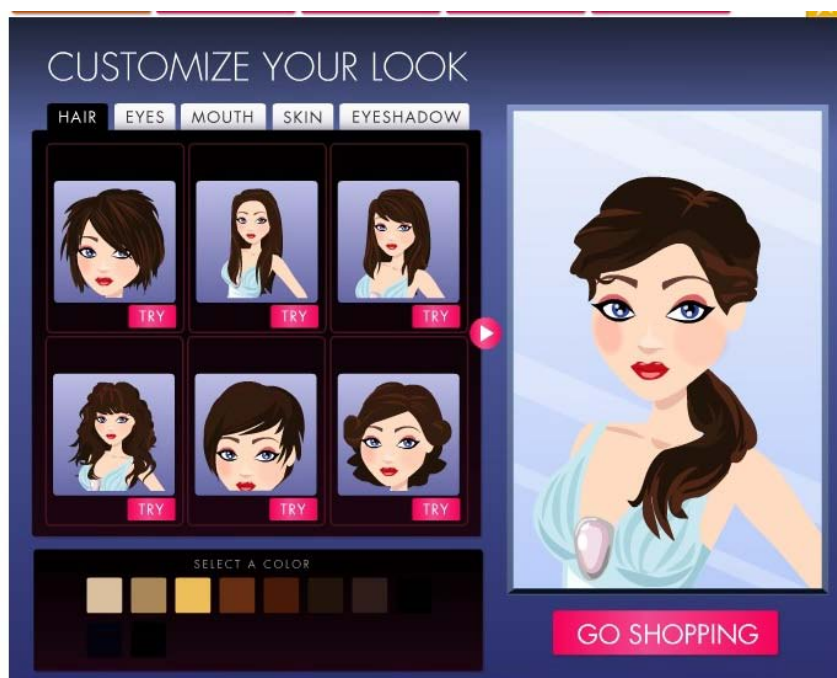 CUSTOMIZE YOUR LOOK
HAIR EYES MOUTH SKIN EYESHADOW
TRY TRY TRY
TRY TRY TRY
SELECT A COLOR
GO SHOPPING